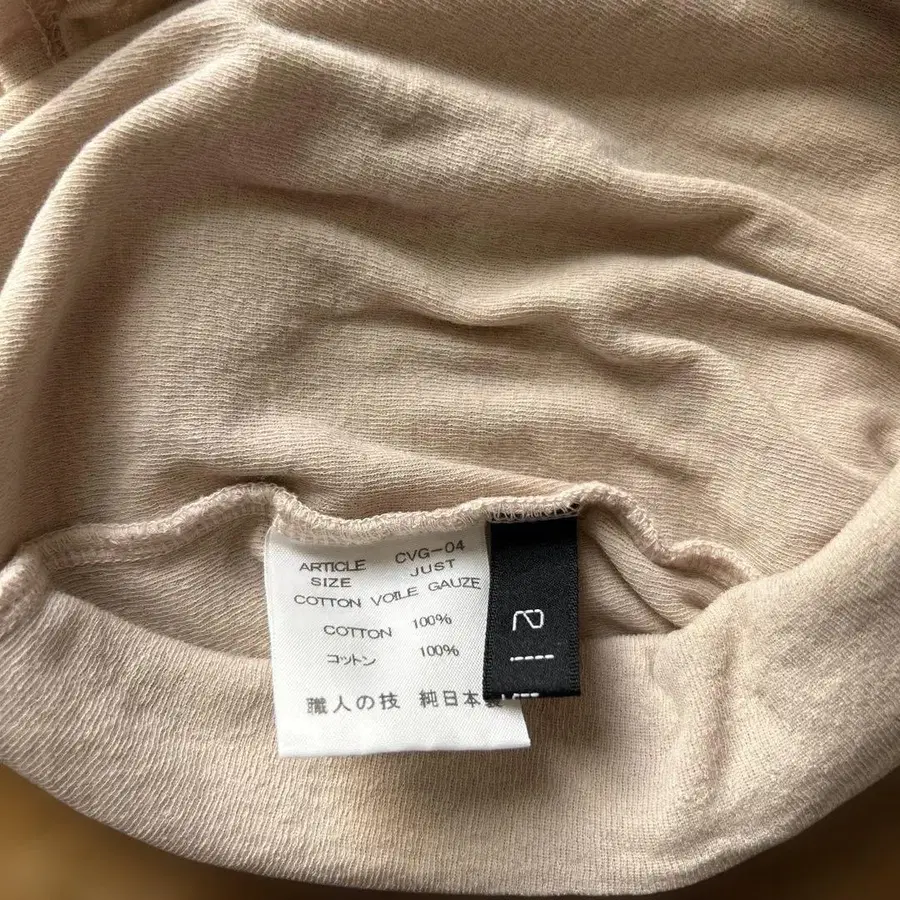 ARTICLE CVG-04
SIZE JUST
COTTON VOILE GAUZE
COTTON 100%
コットン 100%
職人の技 純日本製